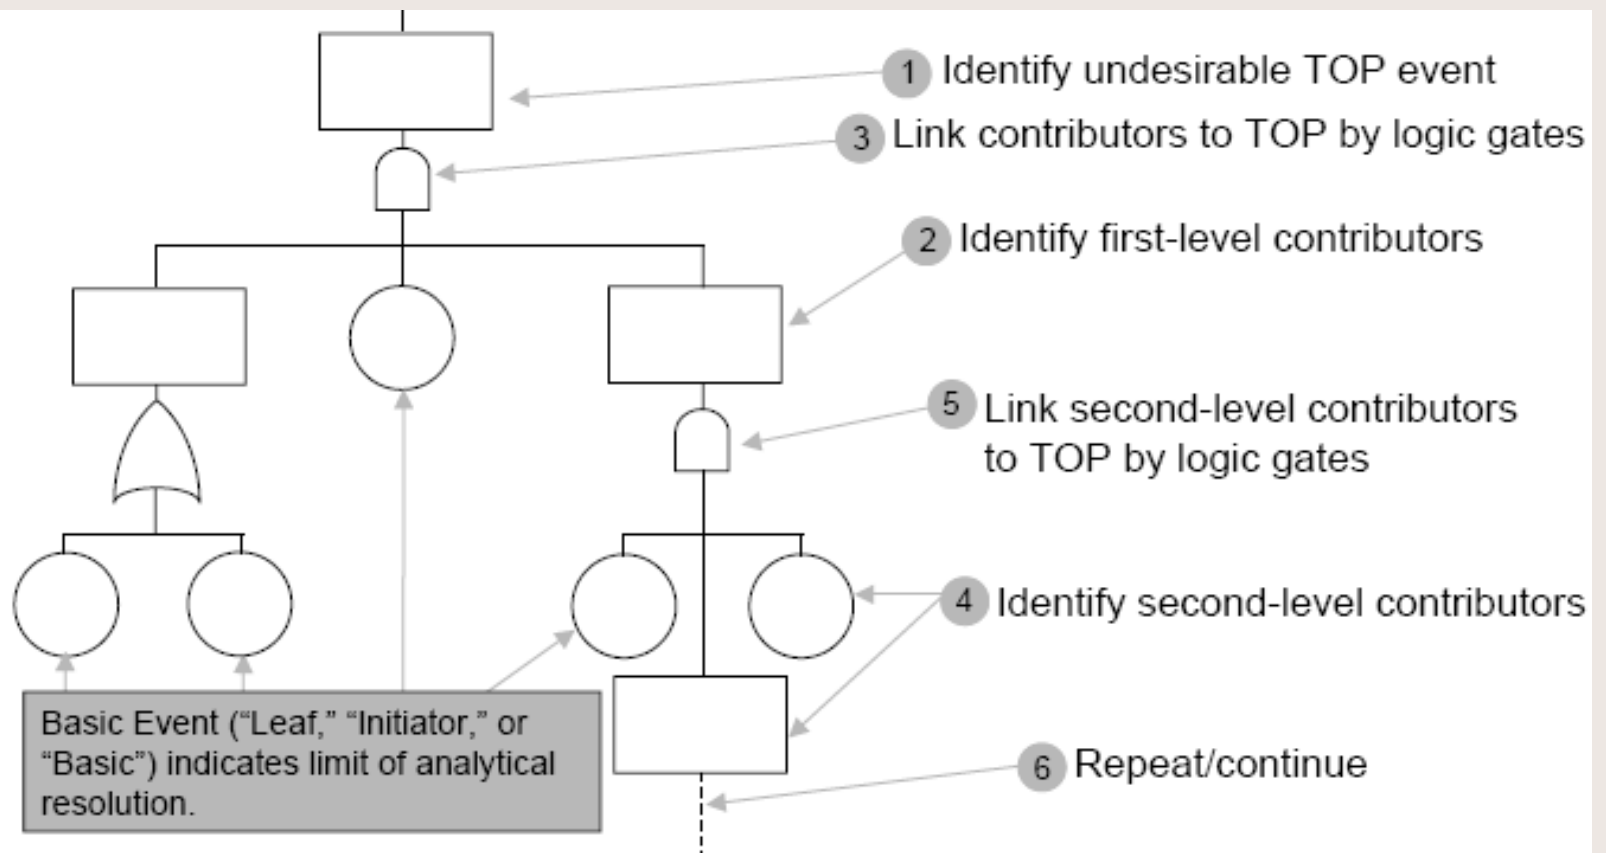 1 Identify undesirable TOP event
3 Link contributors to TOP by logic gates
2 Identify first-level contributors
5 Link second-level contributors
to TOP by logic gates
4 Identify second-level contributors
Basic Event (“Leaf,” “Initiator,” or
“Basic”) indicates limit of analytical
resolution.
6 Repeat/continue